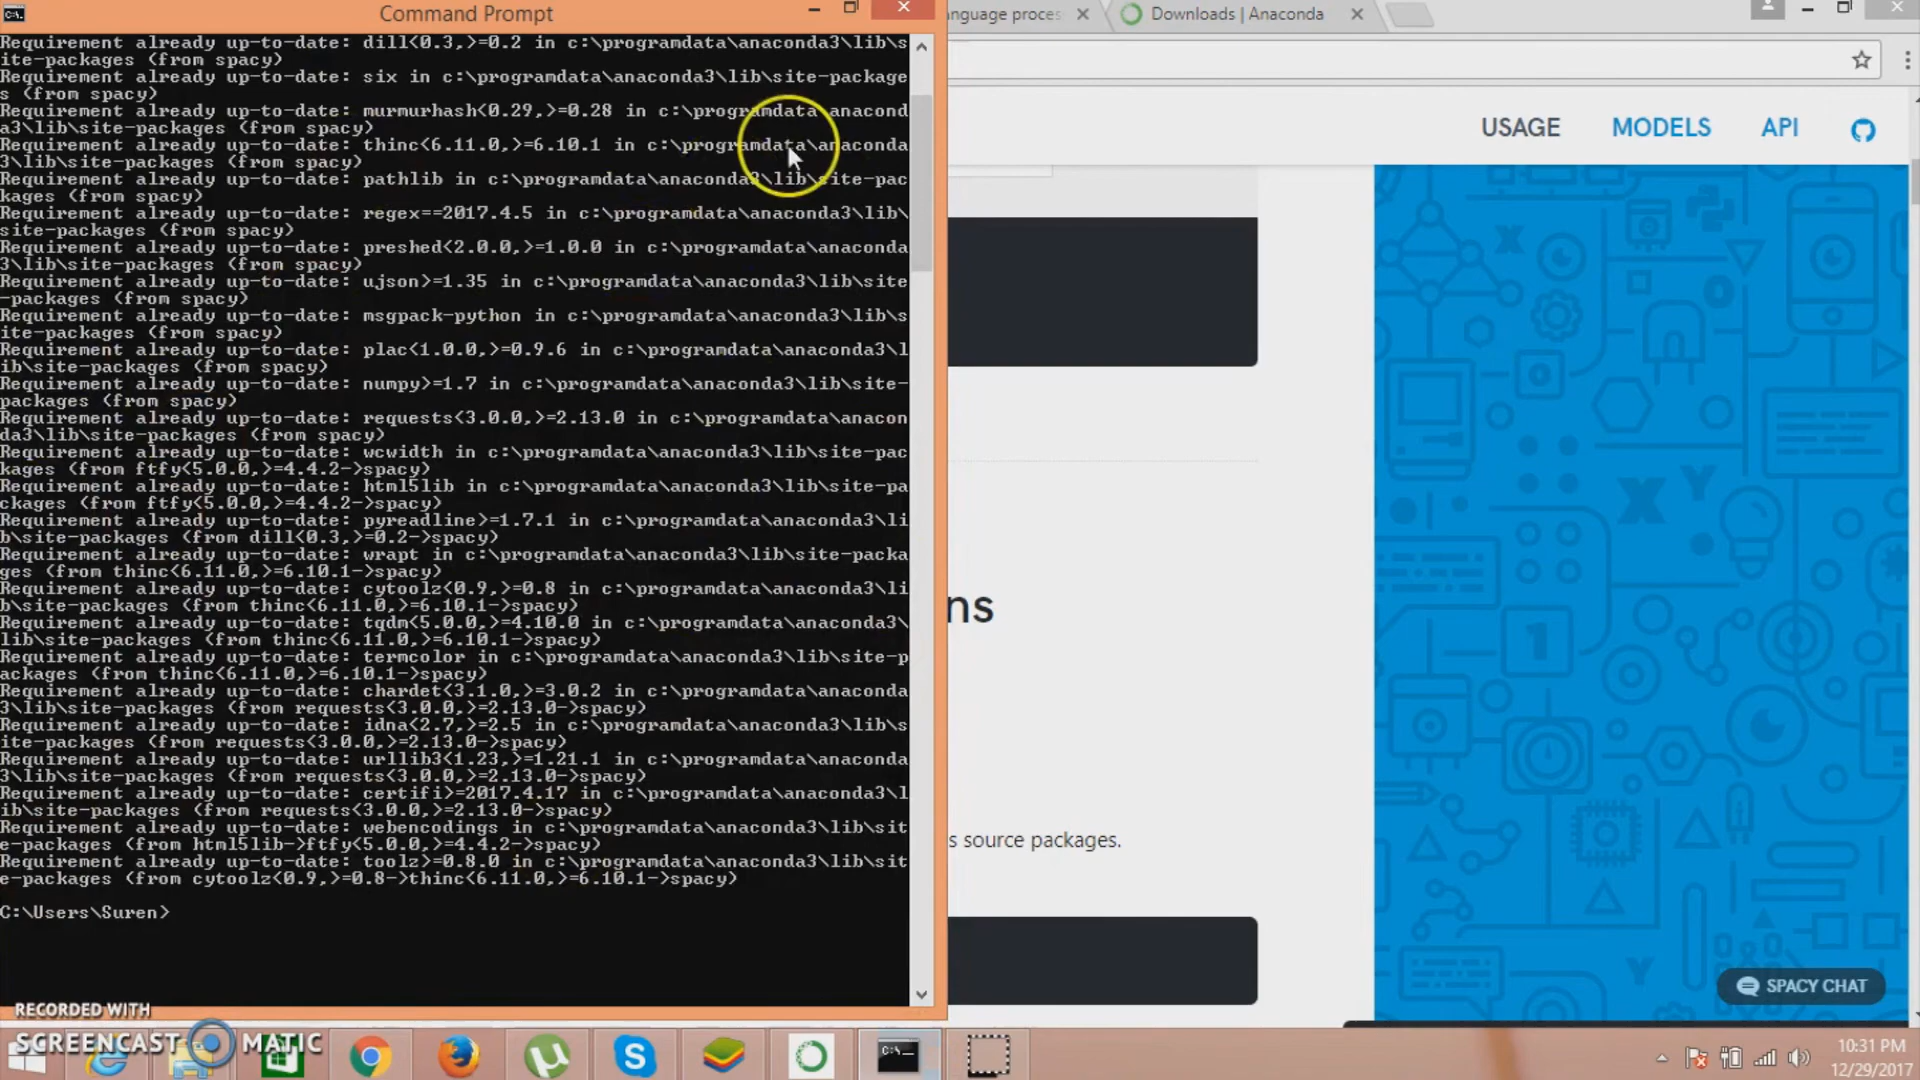 Command Prompt
anguage proces
Downloads | Anaconda
Requirement already up-to-date: dill<0.3,>=0.2 in c:\programdata\anaconda3\lib\s
ite-packages (from spacy)
Requirement already up-to-date: six in c:\programdata\anaconda3\lib\site-package
s (from spacy)
Requirement already up-to-date: murmurhash<0.29,>=0.28 in c:\programdata\anacond
a3\lib\site-packages (from spacy)
Requirement already up-to-date: thinc<6.11.0,>=6.10.1 in c:\programdata\anaconda
3\lib\site-packages (from spacy)
Requirement already up-to-date: pathlib in c:\programdata\anaconda3\lib\site-pac
kages (from spacy)
Requirement already up-to-date: regex==2017.4.5 in c:\programdata\anaconda3\lib\
site-packages (from spacy)
Requirement already up-to-date: preshed<2.0.0,>=1.0.0 in c:\programdata\anaconda
3\lib\site-packages (from spacy)
Requirement already up-to-date: ujson>=1.35 in c:\programdata\anaconda3\lib\site
-packages (from spacy)
Requirement already up-to-date: msgpack-python in c:\programdata\anaconda3\lib\s
ite-packages (from spacy)
Requirement already up-to-date: plac<1.0.0,>=0.9.6 in c:\programdata\anaconda3\l
ib\site-packages (from spacy)
Requirement already up-to-date: numpy>=1.7 in c:\programdata\anaconda3\lib\site-
packages (from spacy)
Requirement already up-to-date: requests<3.0.0,>=2.13.0 in c:\programdata\anacon
da3\lib\site-packages (from spacy)
Requirement already up-to-date: wcwidth in c:\programdata\anaconda3\lib\site-pac
kages (from ftfy<5.0.0,>=4.4.2->spacy)
Requirement already up-to-date: html5lib in c:\programdata\anaconda3\lib\site-pa
ckages (from ftfy<5.0.0,>=4.4.2->spacy)
Requirement already up-to-date: pyreadline>=1.7.1 in c:\programdata\anaconda3\li
b\site-packages (from dill<0.3,>=0.2->spacy)
Requirement already up-to-date: wrapt in c:\programdata\anaconda3\lib\site-packa
ges (from thinc<6.11.0,>=6.10.1->spacy)
Requirement already up-to-date: cytoolz<0.9,>=0.8 in c:\programdata\anaconda3\li
b\site-packages (from thinc<6.11.0,>=6.10.1->spacy)
Requirement already up-to-date: tqdm<5.0.0,>=4.10.0 in c:\programdata\anaconda3\
lib\site-packages (from thinc<6.11.0,>=6.10.1->spacy)
Requirement already up-to-date: termcolor in c:\programdata\anaconda3\lib\site-p
ackages (from thinc<6.11.0,>=6.10.1->spacy)
Requirement already up-to-date: chardet<3.1.0,>=3.0.2 in c:\programdata\anaconda
3\lib\site-packages (from requests<3.0.0,>=2.13.0->spacy)
Requirement already up-to-date: idna<2.7,>=2.5 in c:\programdata\anaconda3\lib\s
ite-packages (from requests<3.0.0,>=2.13.0->spacy)
Requirement already up-to-date: urllib3<1.23,>=1.21.1 in c:\programdata\anaconda
3\lib\site-packages (from requests<3.0.0,>=2.13.0->spacy)
Requirement already up-to-date: certifi>=2017.4.17 in c:\programdata\anaconda3\l
ib\site-packages (from requests<3.0.0,>=2.13.0->spacy)
Requirement already up-to-date: webencodings in c:\programdata\anaconda3\lib\sit
e-packages (from html5lib->ftfy<5.0.0,>=4.4.2->spacy)
Requirement already up-to-date: toolz>=0.8.0 in c:\programdata\anaconda3\lib\sit
e-packages (from cytoolz<0.9,>=0.8->thinc<6.11.0,>=6.10.1->spacy)
C:\Users\Suren>
USAGE MODELS API
ns
s source packages.
SPACY CHAT
RECORDED WITH
SCREENCAST MATIC
10:31 PM
12/29/2017